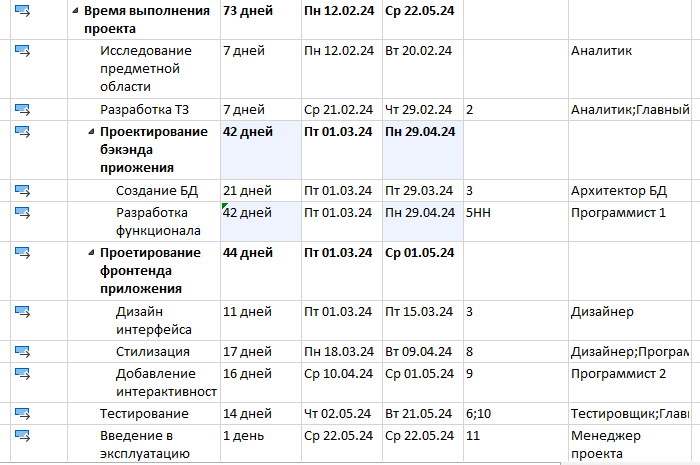 Время выполнения проекта 73 дней Пн 12.02.24 Ср 22.05.24
Исследование предметной области 7 дней Пн 12.02.24 Вт 20.02.24 Аналитик
Разработка ТЗ 7 дней Ср 21.02.24 Чт 29.02.24 2 Аналитик;Главный
Проектирование бэкэнда приожения 42 дней Пт 01.03.24 Пн 29.04.24
Создание БД 21 дней Пт 01.03.24 Пт 29.03.24 3 Архитектор БД
Разработка функционала 42 дней Пт 01.03.24 Пн 29.04.24 5НН Программист 1
Проетирование фронтенда приложения 44 дней Пт 01.03.24 Ср 01.05.24
Дизайн интерфейса 11 дней Пт 01.03.24 Пт 15.03.24 3 Дизайнер
Стилизация 17 дней Пн 18.03.24 Вт 09.04.24 8 Дизайнер;Програм
Добавление интерактивност 16 дней Ср 10.04.24 Ср 01.05.24 9 Программист 2
Тестирование 14 дней Чт 02.05.24 Вт 21.05.24 6;10 Тестировщик;Глави
Введение в эксплуатацию 1 день Ср 22.05.24 Ср 22.05.24 11 Менеджер проекта